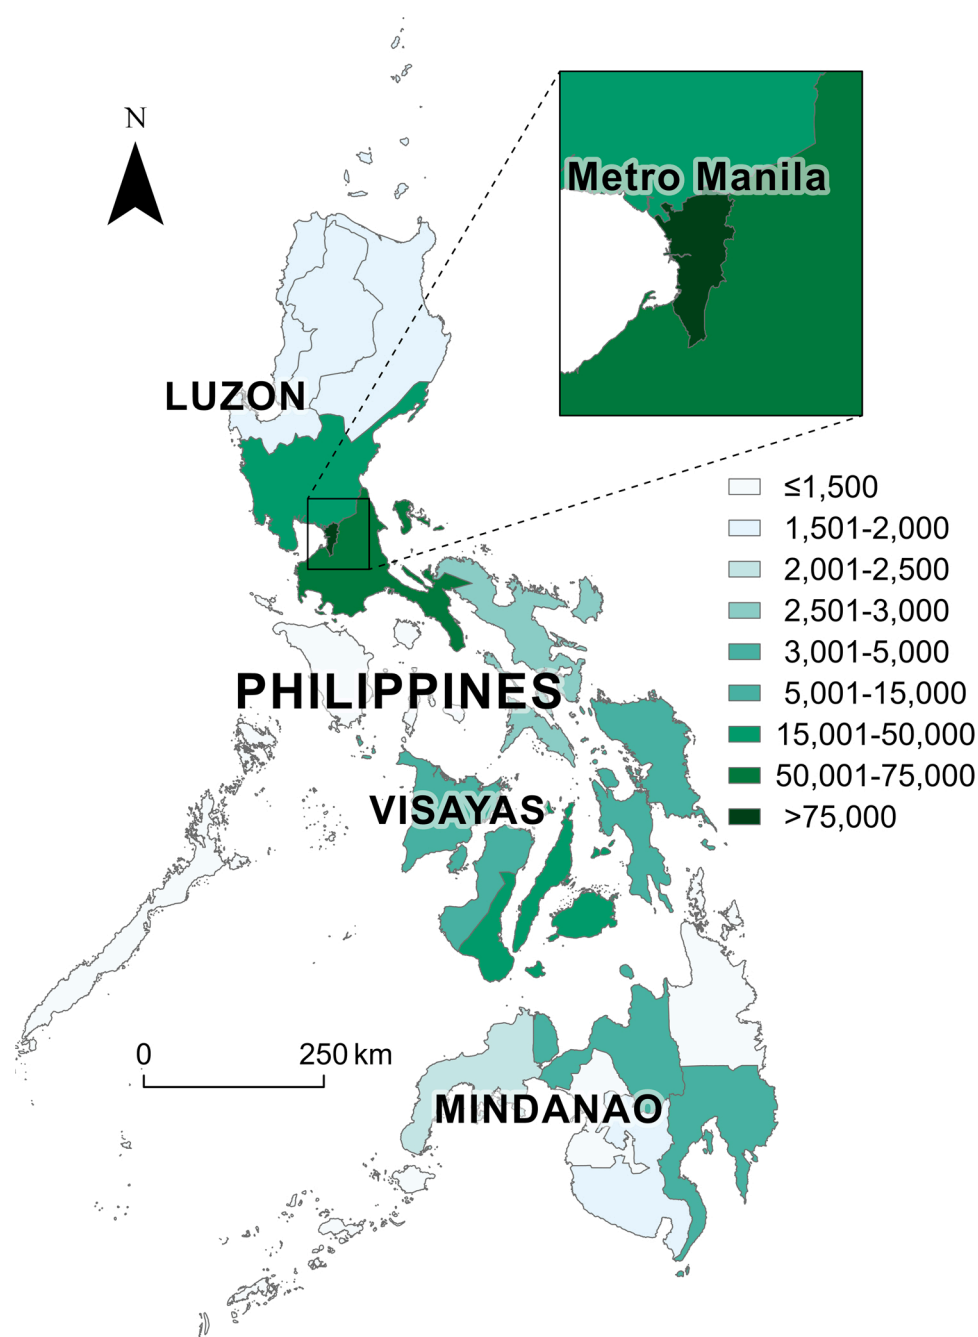 N
Metro Manila
LUZON
≤1,500
1,501-2,000
2,001-2,500
2,501-3,000
3,001-5,000
5,001-15,000
15,001-50,000
50,001-75,000
>75,000
PHILIPPINES
VISAYAS
0 250 km
MINDANAO